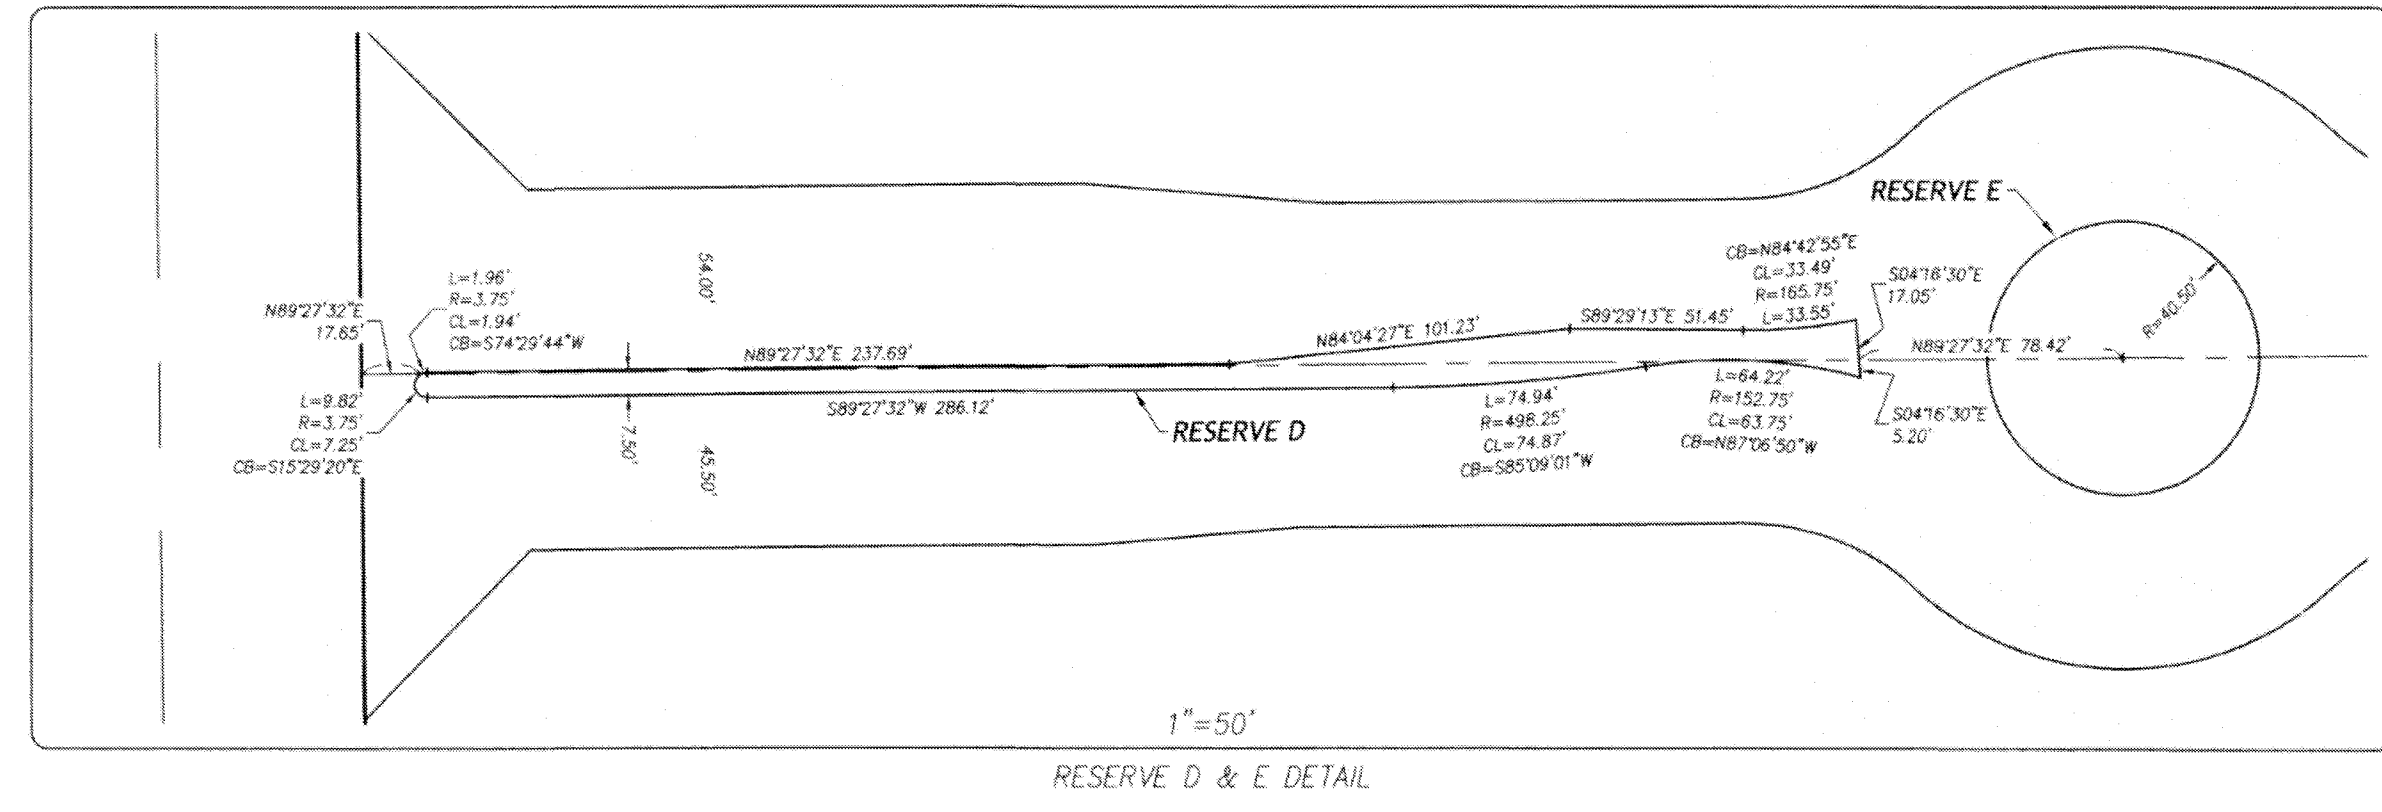 RESERVE E
CB=N84°42'55"E
CL=33.49'
R=165.75'
L=33.55'
S04°16'30"E
17.05'
R=40.50'
54.00'
L=1.96'
R=3.75'
CL=1.94'
CB=S74°29'44"W
N89°27'32"E
17.65'
N89°27'32"E 237.69'
N84°04'27"E 101.23'
S89°29'13"E 51.45'
N89°27'32"E 78.42'
L=9.82'
R=3.75'
CL=7.25'
CB=S15°29'20"E
S89°27'32"W 286.12'
7.50'
45.50'
RESERVE D
L=74.94'
R=498.25'
CL=74.87'
CB=S85°09'01"W
L=64.22'
R=152.75'
CL=63.75'
CB=N87°06'50"W
S04°16'30"E
5.20'
1"=50'
RESERVE D & E DETAIL